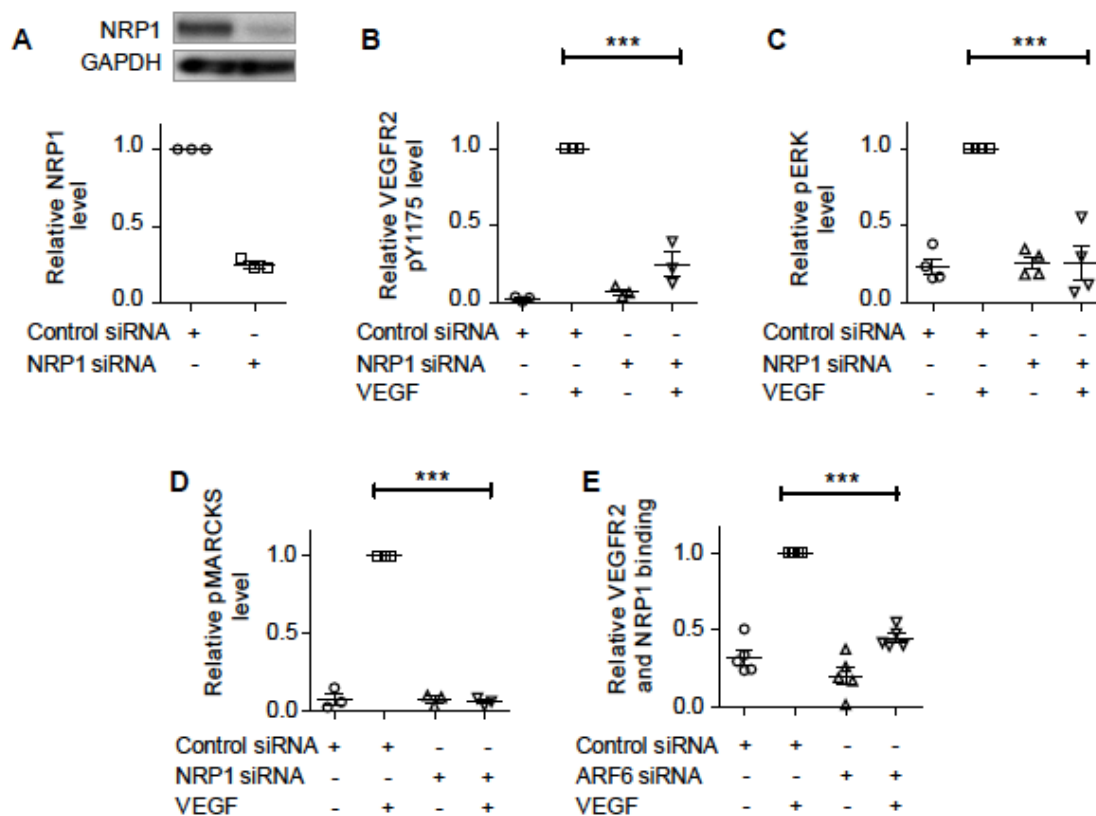 A
NRP1
GAPDH
Relative NRP1
level
1.0
0.5
0.0
Control siRNA + -
NRP1 siRNA - +
B
***
Relative VEGFR2
pY1175 level
1.0
0.5
0.0
Control siRNA + + - -
NRP1 siRNA - - + +
VEGF - + - +
C
***
Relative pERK
level
1.0
0.5
0.0
Control siRNA + + - -
NRP1 siRNA - - + +
VEGF - + - +
D
***
Relative pMARCKS
level
1.0
0.5
0.0
Control siRNA + + - -
NRP1 siRNA - - + +
VEGF - + - +
E
***
Relative VEGFR2
and NRP1 binding
1.0
0.5
0.0
Control siRNA + + - -
ARF6 siRNA - - + +
VEGF - + - +